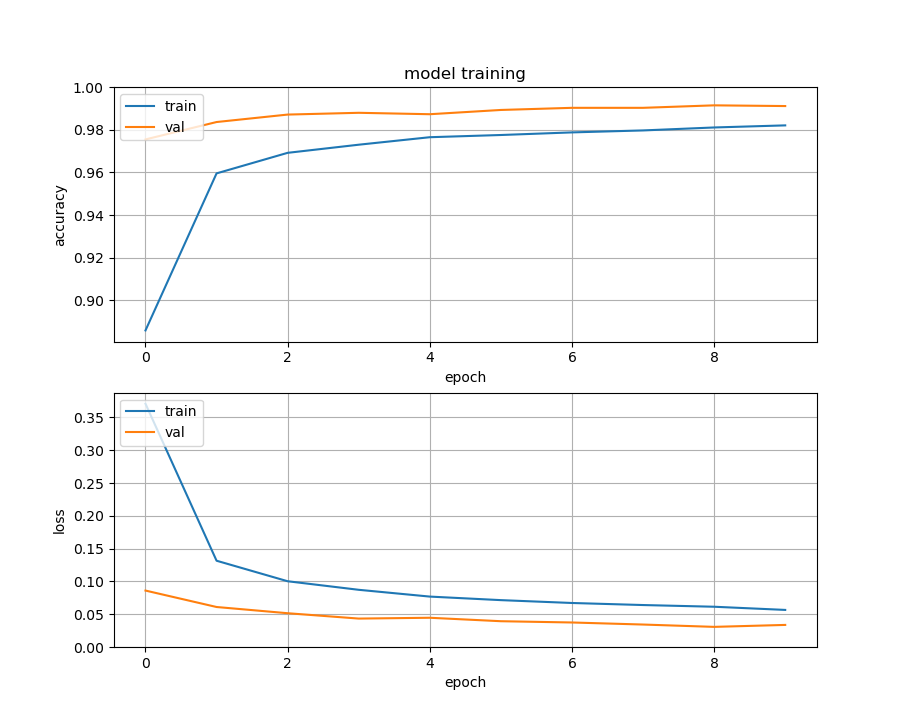 model training
1.00
0.98
0.96
0.94
0.92
0.90
accuracy
train
val
0 2 4 6 8
epoch
0.35
0.30
0.25
0.20
0.15
0.10
0.05
0.00
loss
train
val
0 2 4 6 8
epoch